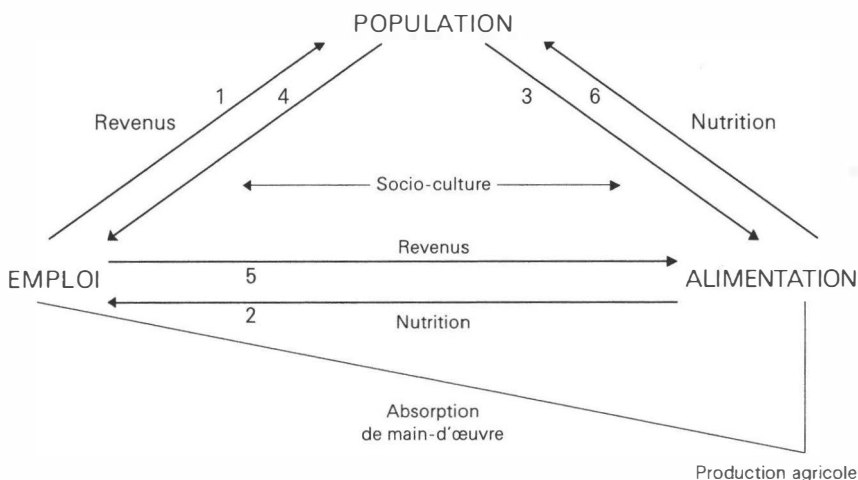 POPULATION
1
4
3
6
Revenus
Nutrition
Socio-culture
Revenus
EMPLOI
5
ALIMENTATION
2
Nutrition
Absorption
de main-d'œuvre
Production agricole